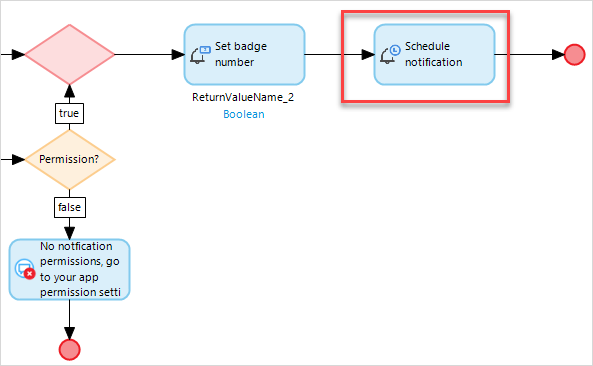 Set badge
number
Schedule
notification
ReturnValueName_2
Boolean
true
Permission?
false
No notfication
permissions, go
to your app
permission setti